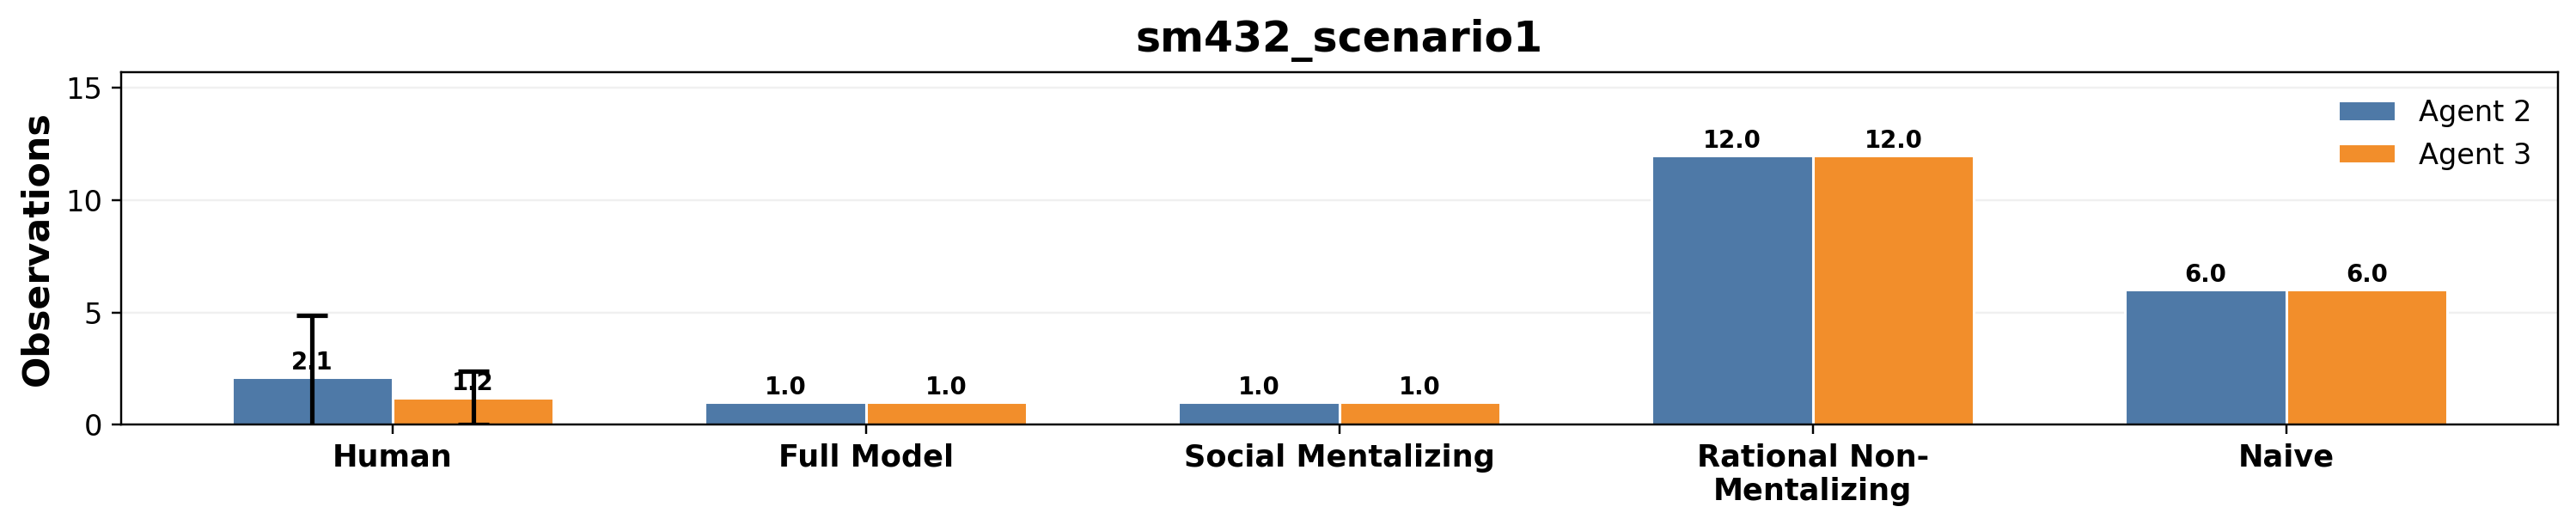 sm432_scenario1
Observations
15
10
5
0
Agent 2
Agent 3
2.1
1.2
1.0
1.0
1.0
1.0
12.0
12.0
6.0
6.0
Human
Full Model
Social Mentalizing
Rational Non-
Mentalizing
Naive